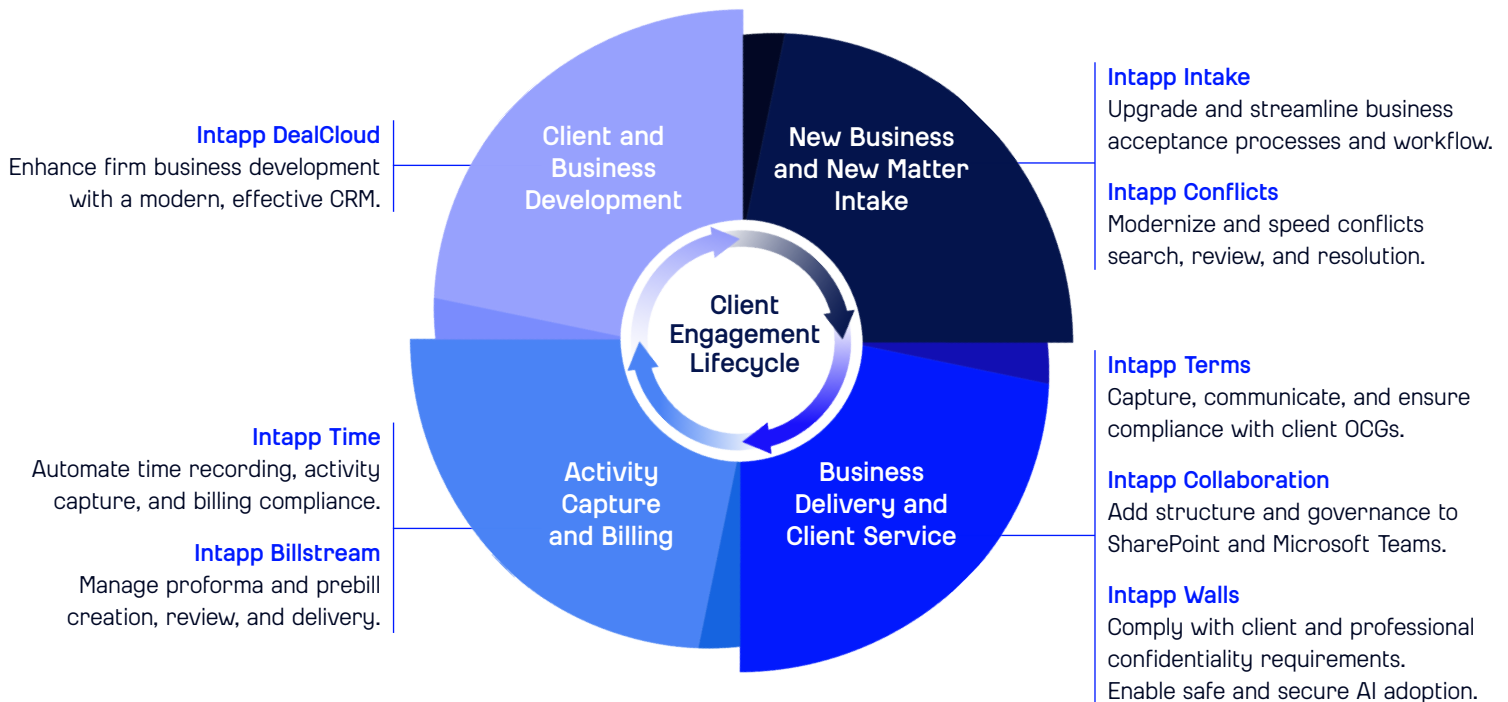 Client and
Business
Development
New Business
and New Matter
Intake
Client
Engagement
Lifecycle
Activity
Capture
and Billing
Business
Delivery and
Client Service
Intapp DealCloud
Enhance firm business development
with a modern, effective CRM.
Intapp Time
Automate time recording, activity
capture, and billing compliance.
Intapp Billstream
Manage proforma and prebill
creation, review, and delivery.
Intapp Intake
Upgrade and streamline business
acceptance processes and workflow.
Intapp Conflicts
Modernize and speed conflicts
search, review, and resolution.
Intapp Terms
Capture, communicate, and ensure
compliance with client OCGs.
Intapp Collaboration
Add structure and governance to
SharePoint and Microsoft Teams.
Intapp Walls
Comply with client and professional
confidentiality requirements.
Enable safe and secure AI adoption.